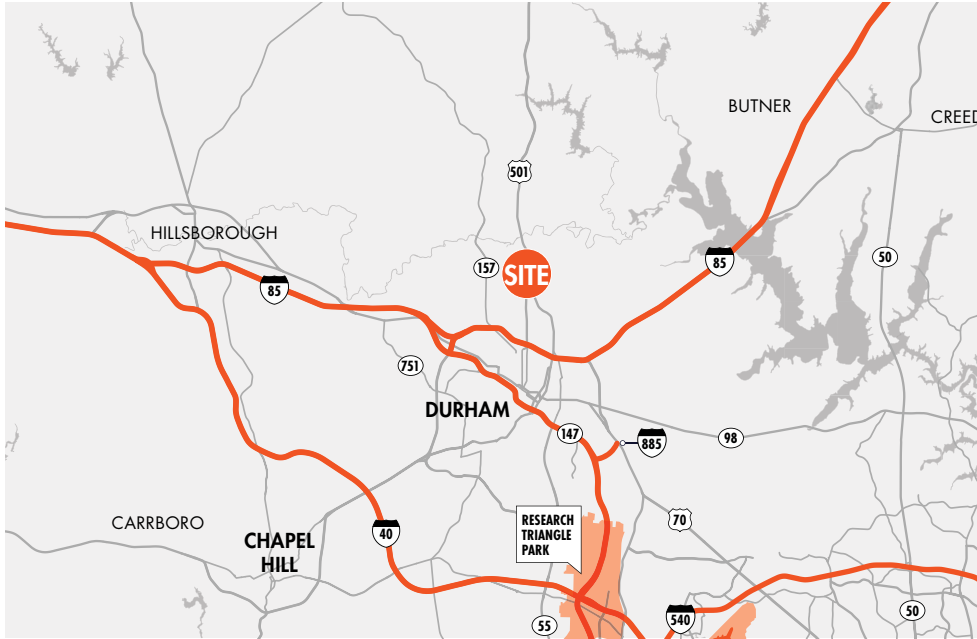 BUTNER
CREED
501
HILLSBOROUGH
157
SITE
85
50
85
751
DURHAM
147
885
98
RESEARCH
TRIANGLE
PARK
70
CARRBORO
40
CHAPEL
HILL
55
540
50